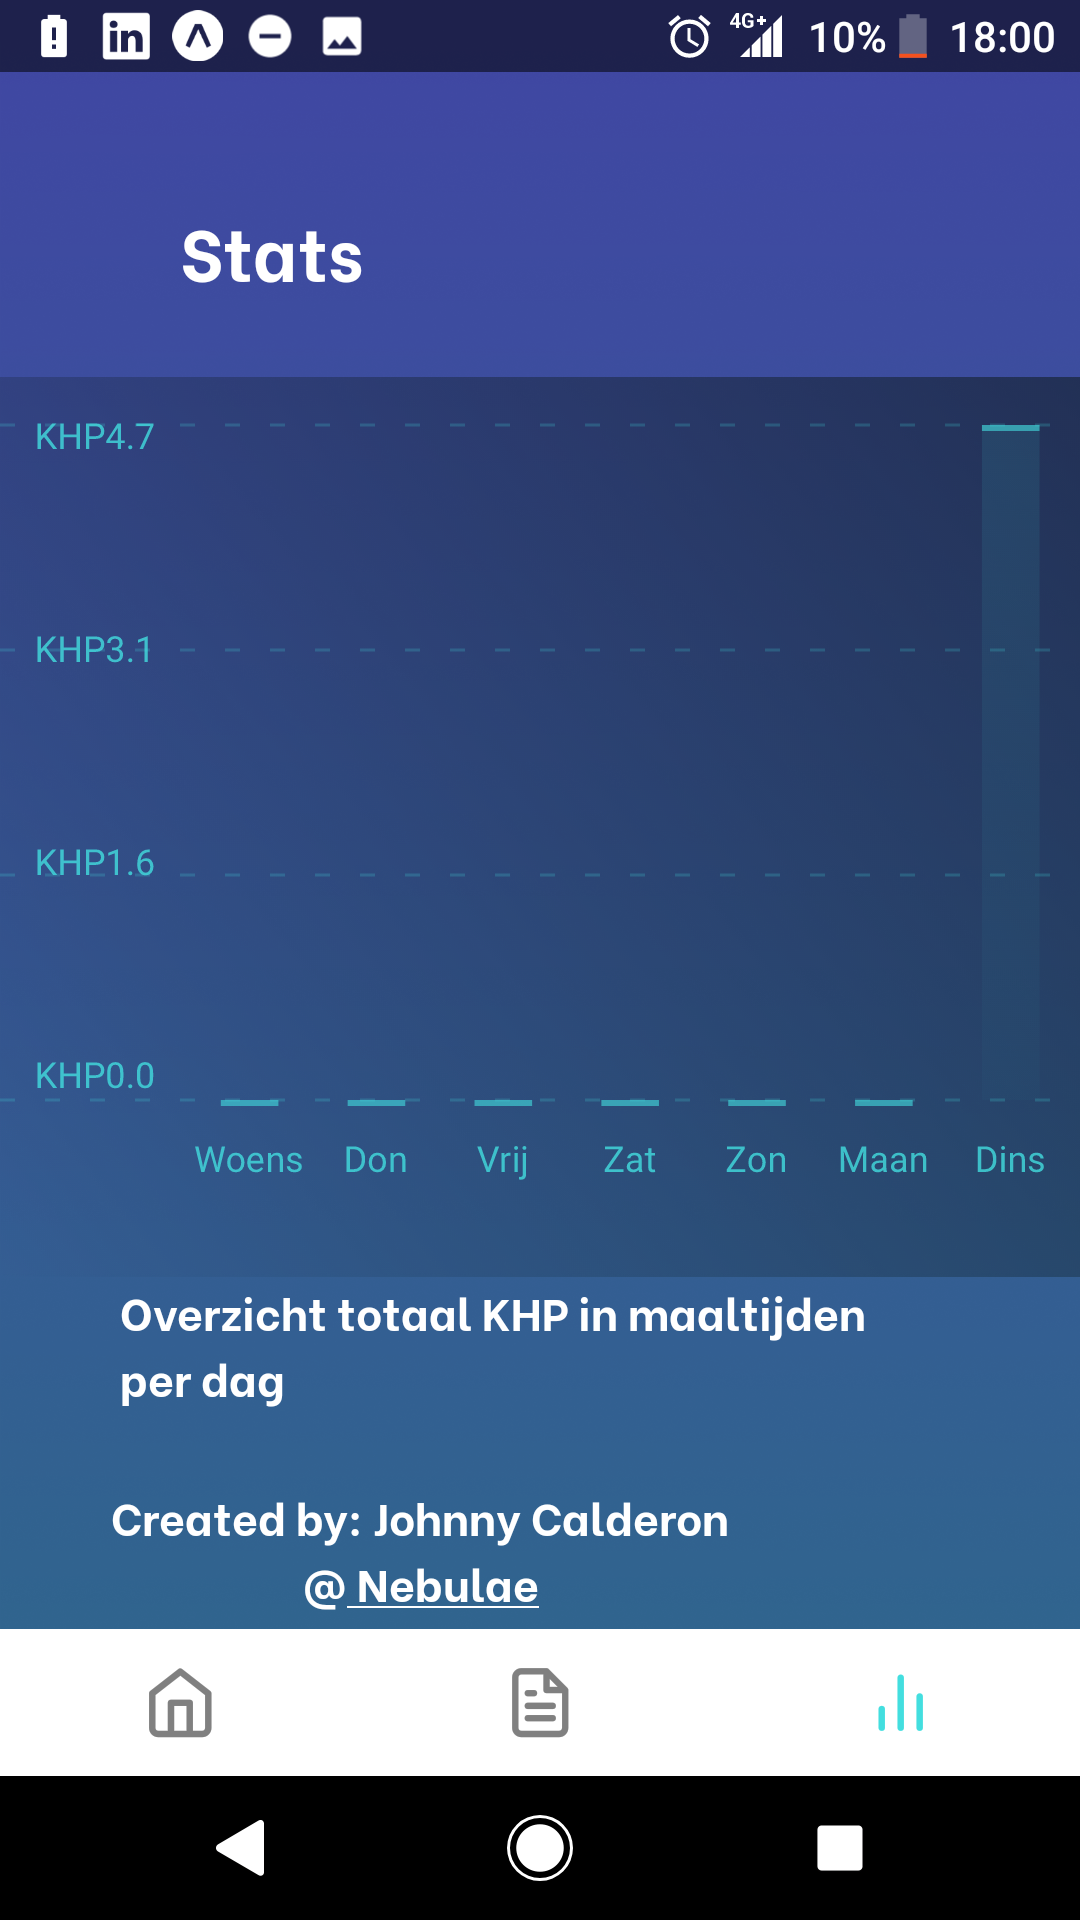 in 4G+ 10% 18:00
Stats
KHP4.7
KHP3.1
KHP1.6
KHP0.0
Woens Don Vrij Zat Zon Maan Dins
Overzicht totaal KHP in maaltijden
per dag
Created by: Johnny Calderon
@ Nebulae